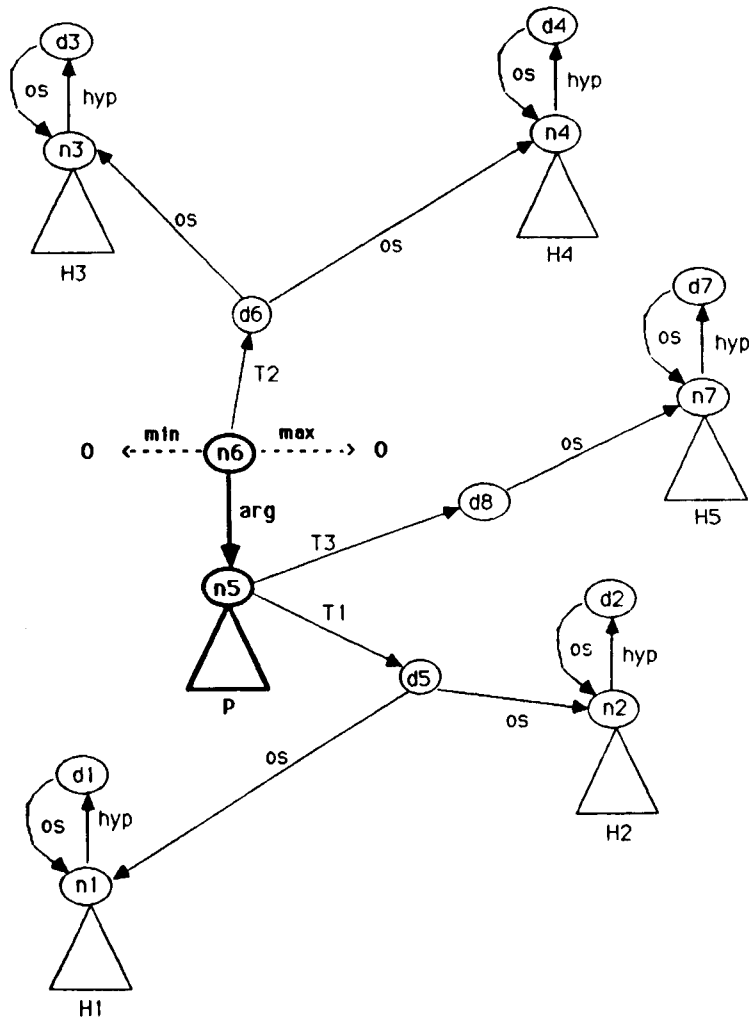 d3
d4
os
hyp
os
hyp
n3
n4
os
os
H3
H4
d6
d7
os
hyp
T2
n7
min
max
0
n6
0
os
arg
d8
H5
T3
n5
d2
T1
os
hyp
d5
P
os
n2
os
d1
os
hyp
H2
n1
H1